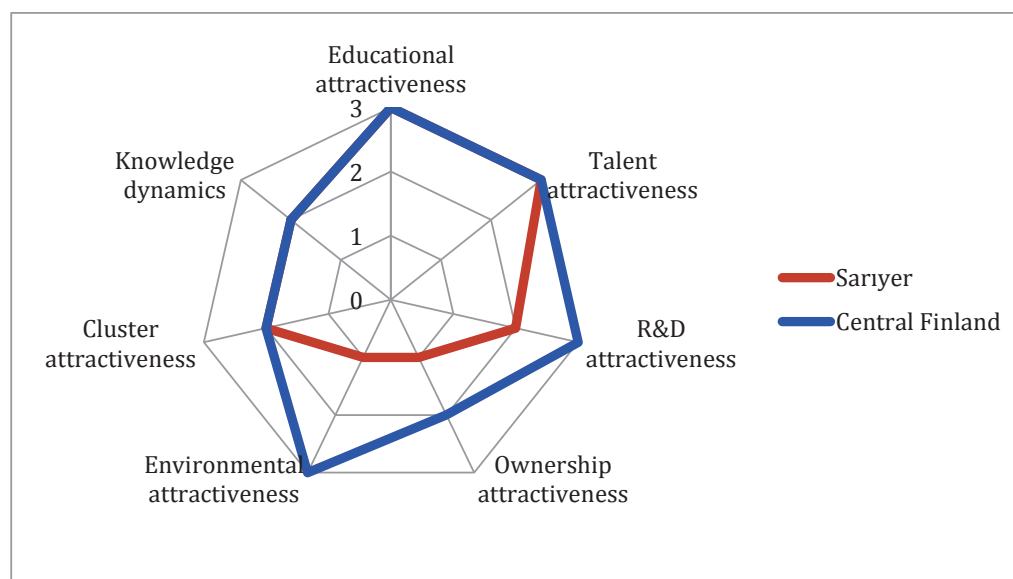 Educational
attractiveness
3
Knowledge
dynamics
Talent
attractiveness
2
1
0
Sarıyer
Central Finland
Cluster
attractiveness
R&D
attractiveness
Environmental
attractiveness
Ownership
attractiveness